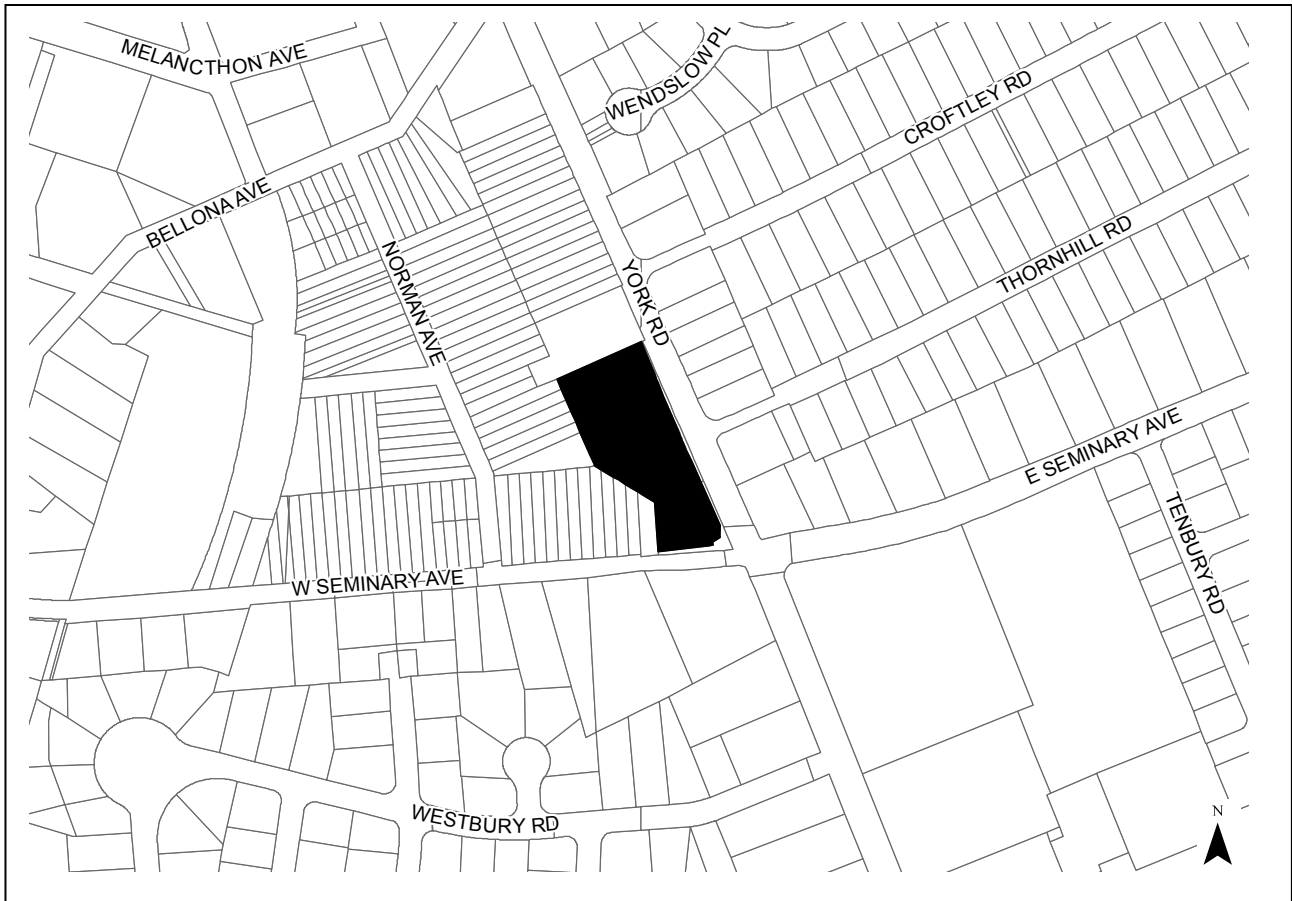 MELANCTHON AVE
WENDSLOW PL
CROFTLEY RD
BELLONA AVE
NORMAN AVE
YORK RD
THORNHILL RD
E SEMINARY AVE
TENBURY RD
W SEMINARY AVE
WESTBURY RD
N